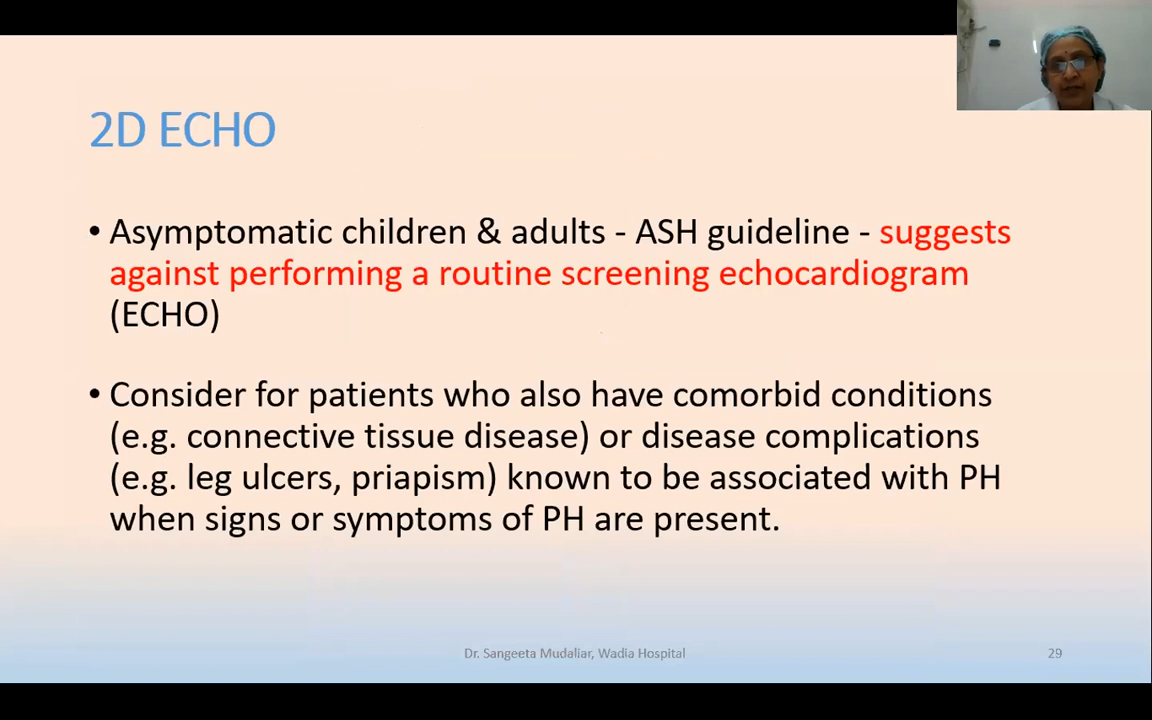 2D ECHO
• Asymptomatic children & adults - ASH guideline - suggests
against performing a routine screening echocardiogram
(ECHO)
• Consider for patients who also have comorbid conditions
(e.g. connective tissue disease) or disease complications
(e.g. leg ulcers, priapism) known to be associated with PH
when signs or symptoms of PH are present.
Dr. Sangeeta Mudaliar, Wadia Hospital
29